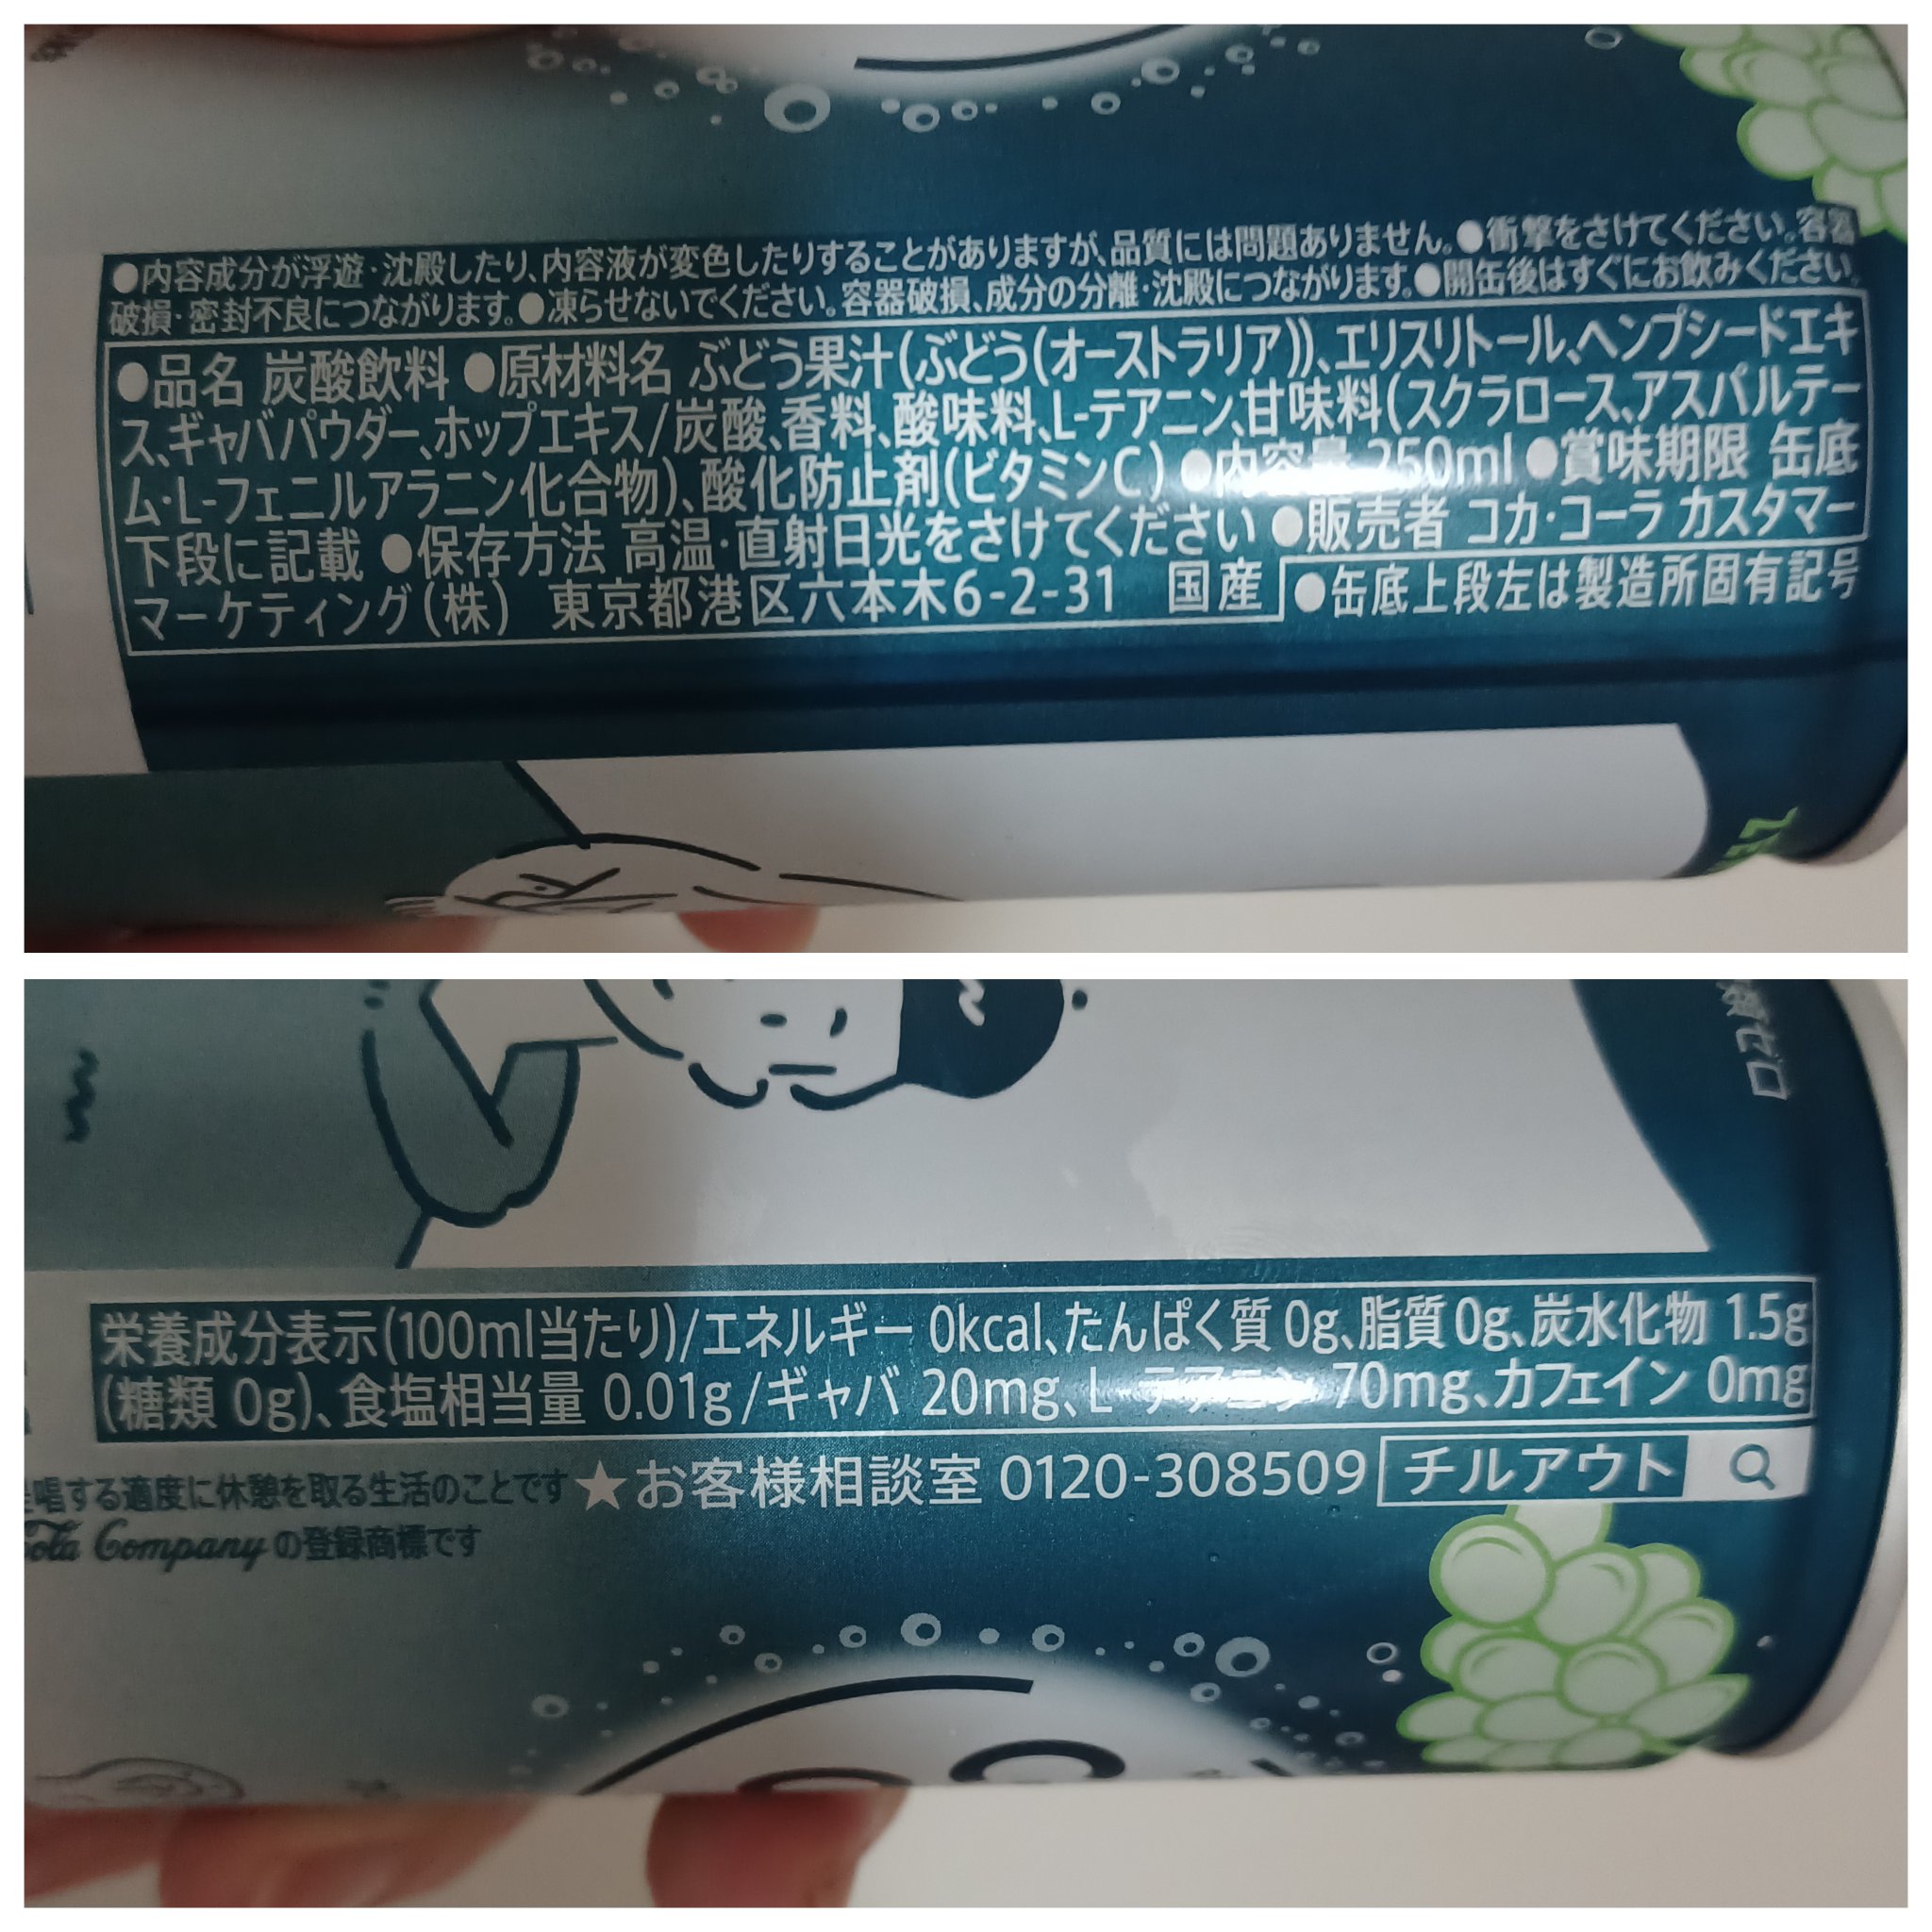 ●内容成分が浮遊・沈殿したり、内容液が変色したりすることがありますが、品質には問題ありません。●衝撃をさけてください。容器
破損・密封不良につながります。●凍らせないでください。容器破損、成分の分離・沈殿につながります。●開缶後はすぐにお飲みください。
●品名 炭酸飲料 ●原材料名 ぶどう果汁(ぶどう(オーストラリア))、エリスリトール、ヘンプシードエキ
ス、ギャバパウダー、ホップエキス/炭酸、香料、酸味料、L-テアニン、甘味料(スクラロース、アスパルテー
ム・L-フェニルアラニン化合物)、酸化防止剤(ビタミンC) ●内容量 250ml ●賞味期限 缶底
下段に記載 ●保存方法 高温・直射日光をさけてください ●販売者 コカ・コーラ カスタマー
マーケティング(株) 東京都港区六本木6-2-31 国産 ●缶底上段左は製造所固有記号
栄養成分表示(100ml当たり)/エネルギー 0kcal、たんぱく質 0g、脂質 0g、炭水化物 1.5g
(糖類 0g)、食塩相当量 0.01g/ギャバ 20mg、L-テアニン 70mg、カフェイン 0mg
唱する適度に休憩を取る生活のことです ★お客様相談室 0120-308509 チルアウト
Cola Company の登録商標です